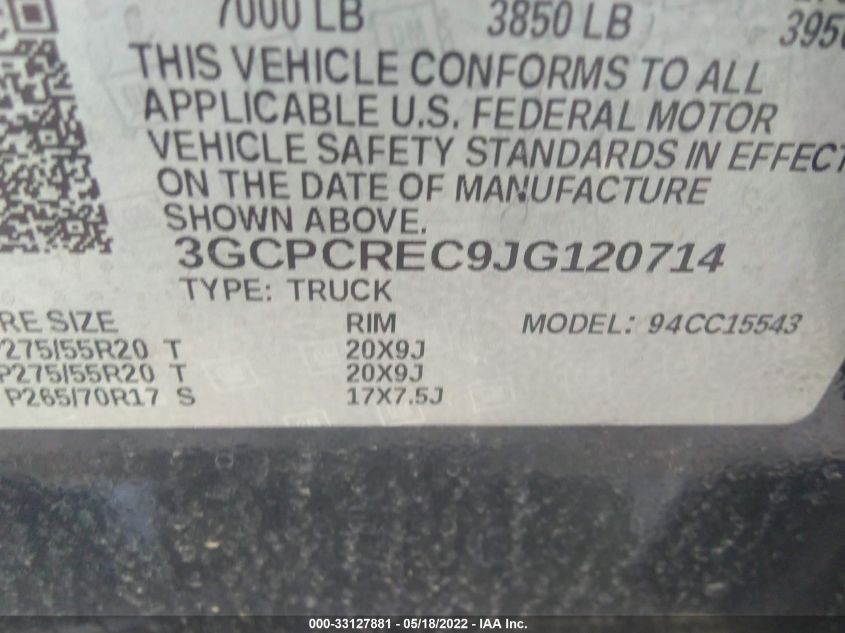 7000 LB 3850 LB
THIS VEHICLE CONFORMS TO ALL
APPLICABLE U.S. FEDERAL MOTOR
VEHICLE SAFETY STANDARDS IN EFFECT
ON THE DATE OF MANUFACTURE
SHOWN ABOVE.
3GCPCREC9JG120714
TYPE: TRUCK
RE SIZE RIM MODEL: 94CC15543
P275/55R20 T 20X9J
P275/55R20 T 20X9J
P265/70R17 S 17X7.5J
000-33127881 - 05/18/2022 - IAA Inc.